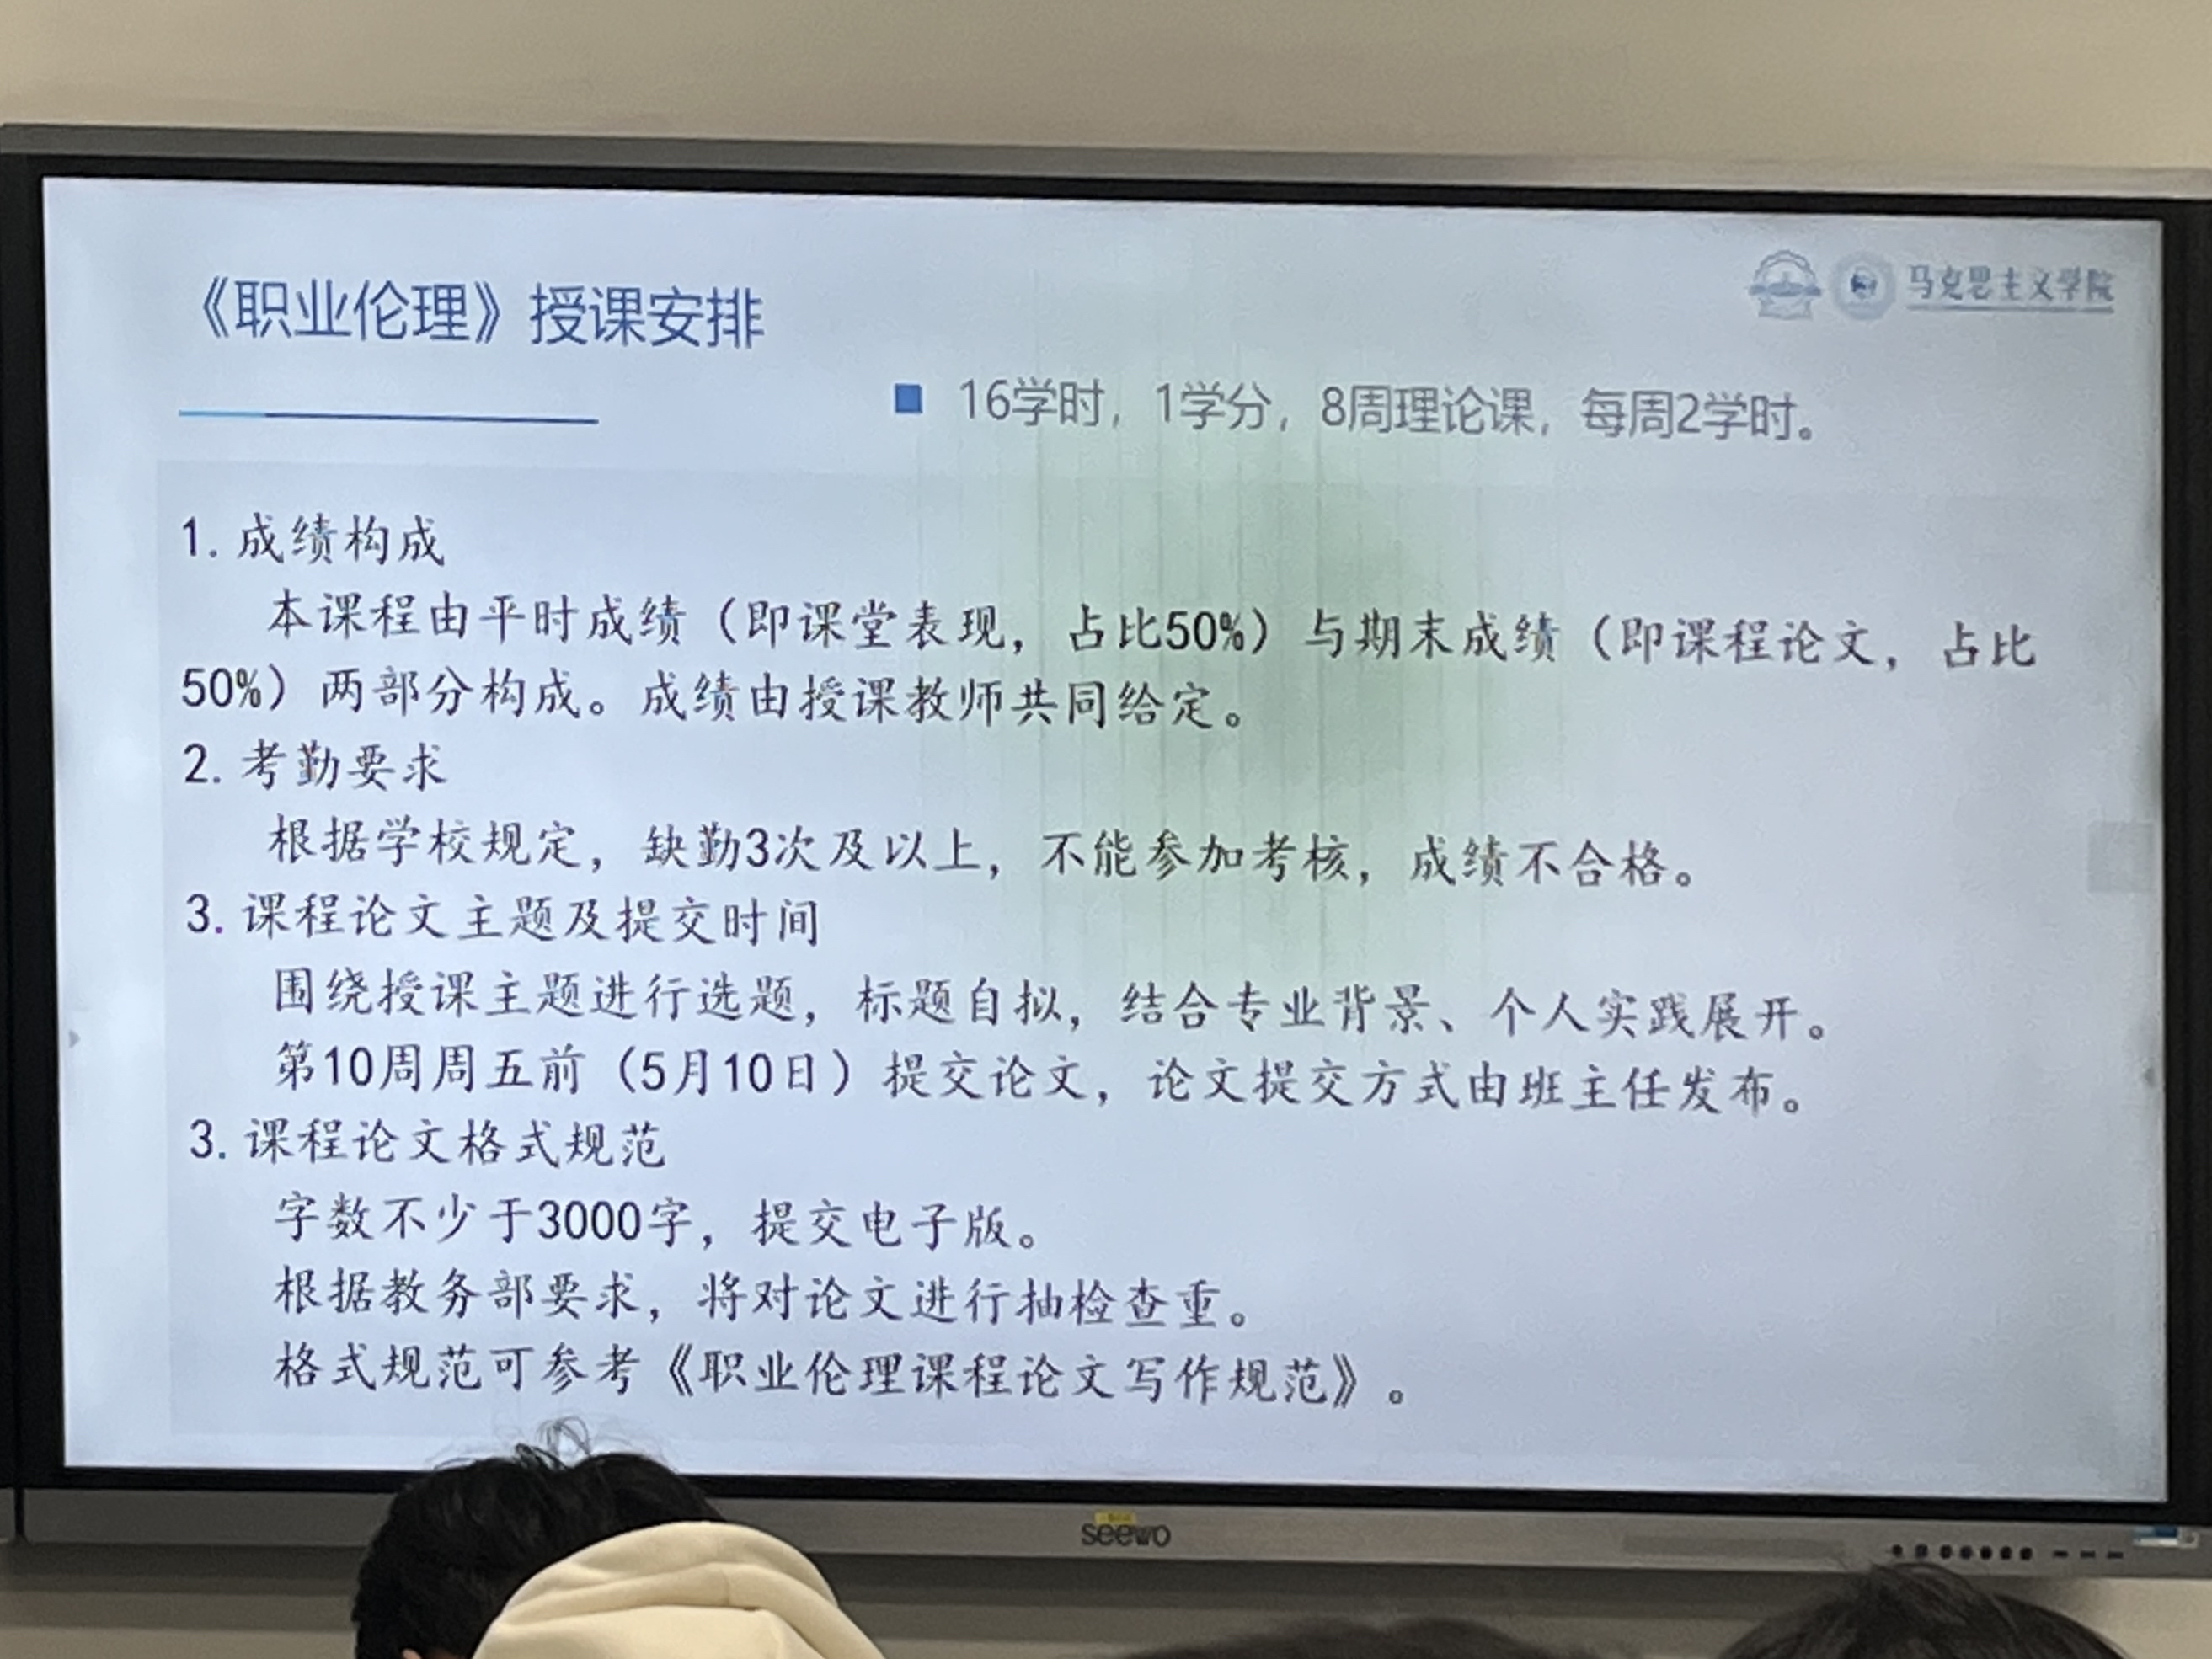 《职业伦理》授课安排
马克思主义学院
■ 16学时，1学分，8周理论课，每周2学时。
1. 成绩构成
本课程由平时成绩（即课堂表现，占比50%）与期末成绩（即课程论文，占比
50%）两部分构成。成绩由授课教师共同给定。
2. 考勤要求
根据学校规定，缺勤3次及以上，不能参加考核，成绩不合格。
3. 课程论文主题及提交时间
围绕授课主题进行选题，标题自拟，结合专业背景、个人实践展开。
第10周周五前（5月10日）提交论文，论文提交方式由班主任发布。
3. 课程论文格式规范
字数不少于3000字，提交电子版。
根据教务部要求，将对论文进行抽检查重。
格式规范可参考《职业伦理课程论文写作规范》。
seewo